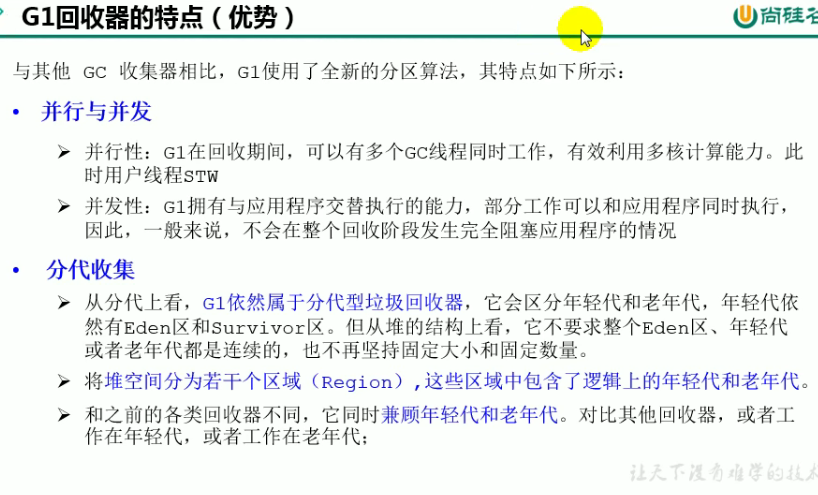 G1回收器的特点（优势）
尚硅谷
与其他 GC 收集器相比，G1使用了全新的分区算法，其特点如下所示：
• 并行与并发
➢ 并行性：G1在回收期间，可以有多个GC线程同时工作，有效利用多核计算能力。此
时用户线程STW
➢ 并发性：G1拥有与应用程序交替执行的能力，部分工作可以和应用程序同时执行，
因此，一般来说，不会在整个回收阶段发生完全阻塞应用程序的情况
• 分代收集
➢ 从分代上看，G1依然属于分代型垃圾回收器，它会区分年轻代和老年代，年轻代依
然有Eden区和Survivor区。但从堆的结构上看，它不要求整个Eden区、年轻代
或者老年代都是连续的，也不再坚持固定大小和固定数量。
➢ 将堆空间分为若干个区域（Region）,这些区域中包含了逻辑上的年轻代和老年代。
➢ 和之前的各类回收器不同，它同时兼顾年轻代和老年代。对比其他回收器，或者工
作在年轻代，或者工作在老年代；
让天下没有难学的技术